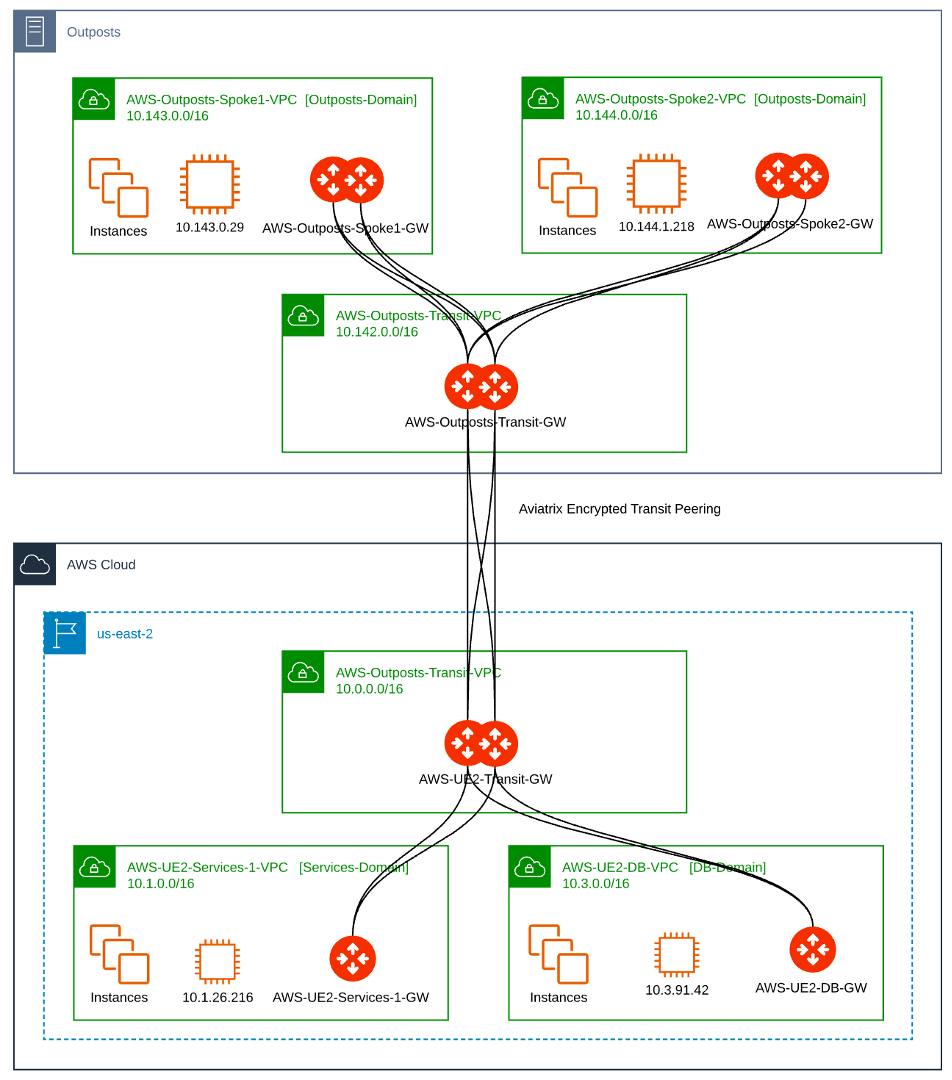 Outposts
AWS-Outposts-Spoke1-VPC [Outposts-Domain]
10.143.0.0/16
Instances
10.143.0.29
AWS-Outposts-Spoke1-GW
AWS-Outposts-Spoke2-VPC [Outposts-Domain]
10.144.0.0/16
Instances
10.144.1.218
AWS-Outposts-Spoke2-GW
AWS-Outposts-Transit-VPC
10.142.0.0/16
AWS-Outposts-Transit-GW
Aviatrix Encrypted Transit Peering
AWS Cloud
us-east-2
AWS-Outposts-Transit-VPC
10.0.0.0/16
AWS-UE2-Transit-GW
AWS-UE2-Services-1-VPC [Services-Domain]
10.1.0.0/16
Instances
10.1.26.216
AWS-UE2-Services-1-GW
AWS-UE2-DB-VPC [DB-Domain]
10.3.0.0/16
Instances
10.3.91.42
AWS-UE2-DB-GW